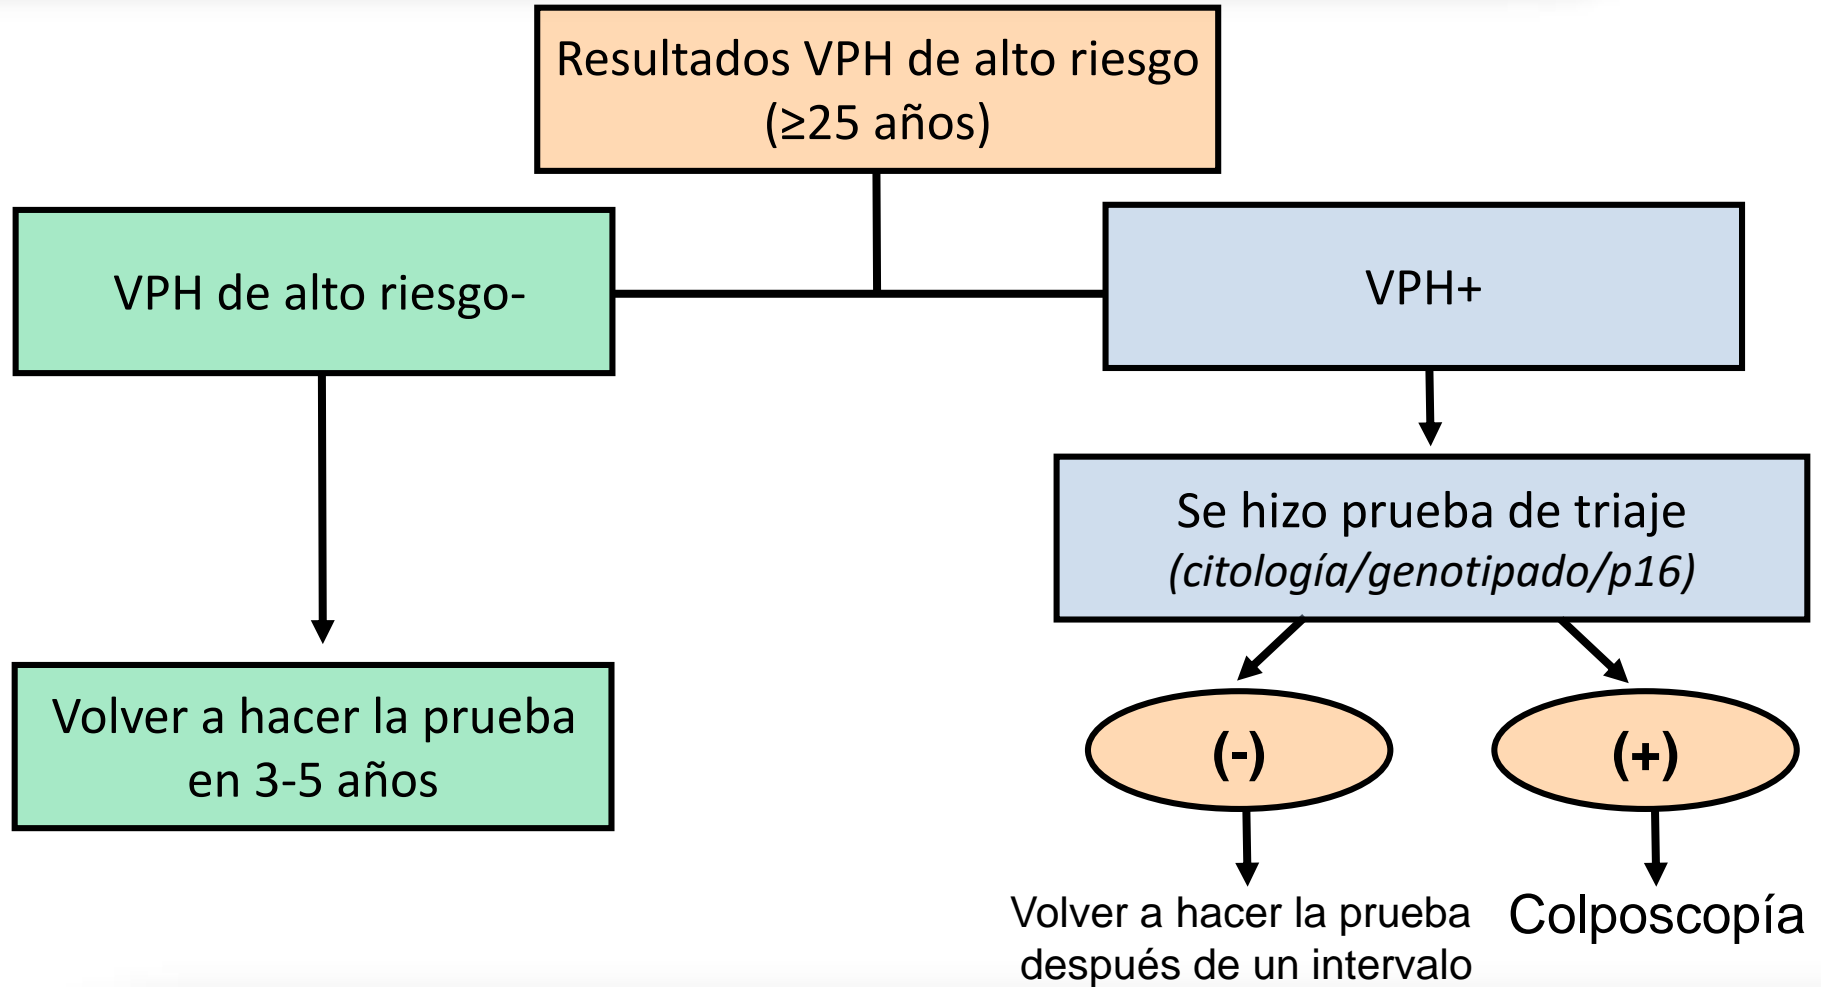 Resultados VPH de alto riesgo
(≥25 años)
VPH de alto riesgo-
VPH+
Se hizo prueba de triaje
(citología/genotipado/p16)
Volver a hacer la prueba
en 3-5 años
(-)
(+)
Volver a hacer la prueba
después de un intervalo
Colposcopía